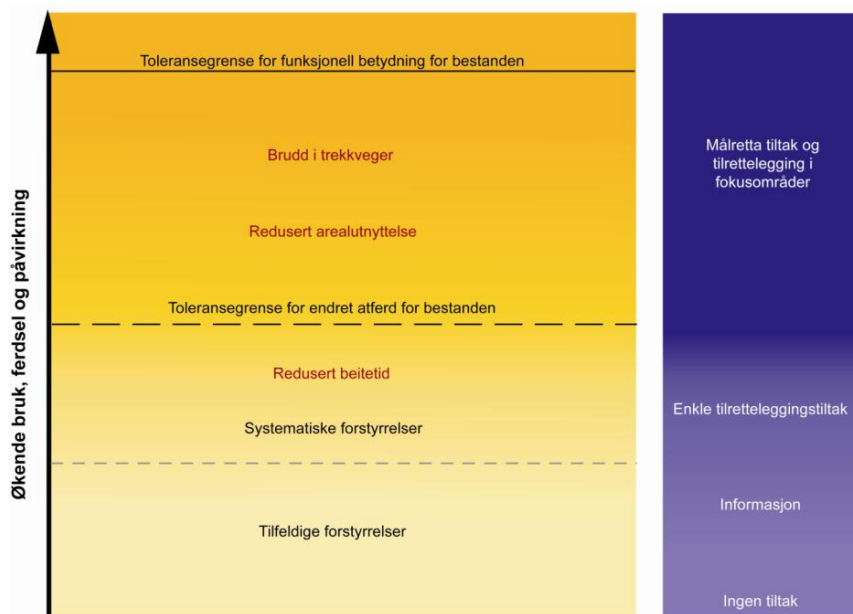 Økende bruk, ferdsel og påvirkning
Toleransegrense for funksjonell betydning for bestanden
Brudd i trekkveger
Redusert arealutnyttelse
Toleransegrense for endret atferd for bestanden
Redusert beitetid
Systematiske forstyrrelser
Tilfeldige forstyrrelser
Målretta tiltak og
tilrettelegging i
fokusområder
Enkle tilretteleggingstiltak
Informasjon
Ingen tiltak